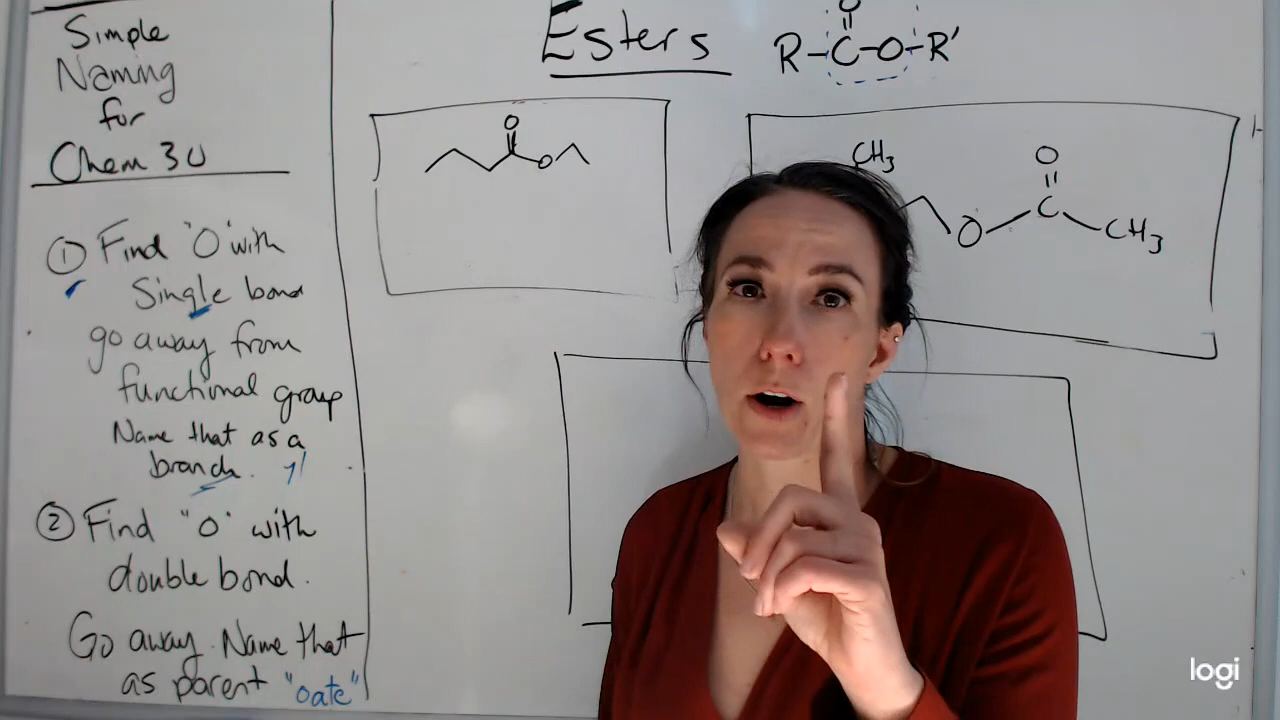 Simple
Naming
for
Chem 3U
① Find "O" with
Single bond
go away from
functional group
Name that as a
branch. yl
② Find "O" with
double bond.
Go away. Name that
as parent "oate"
Esters
O
R-C-O-R'
O
O
CH3
O
O
C
CH3
logi